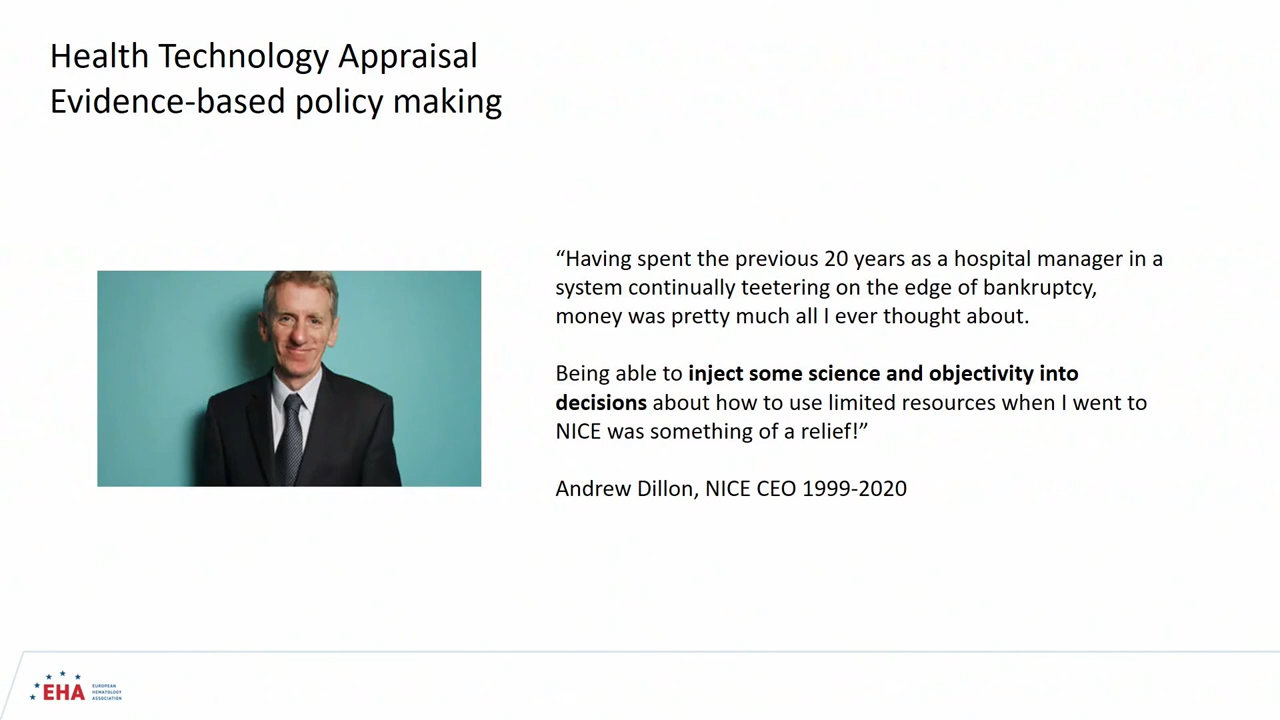 Health Technology Appraisal
Evidence-based policy making
“Having spent the previous 20 years as a hospital manager in a
system continually teetering on the edge of bankruptcy,
money was pretty much all I ever thought about.
Being able to inject some science and objectivity into
decisions about how to use limited resources when I went to
NICE was something of a relief!”
Andrew Dillon, NICE CEO 1999-2020
EHA
EUROPEAN
HEMATOLOGY
ASSOCIATION